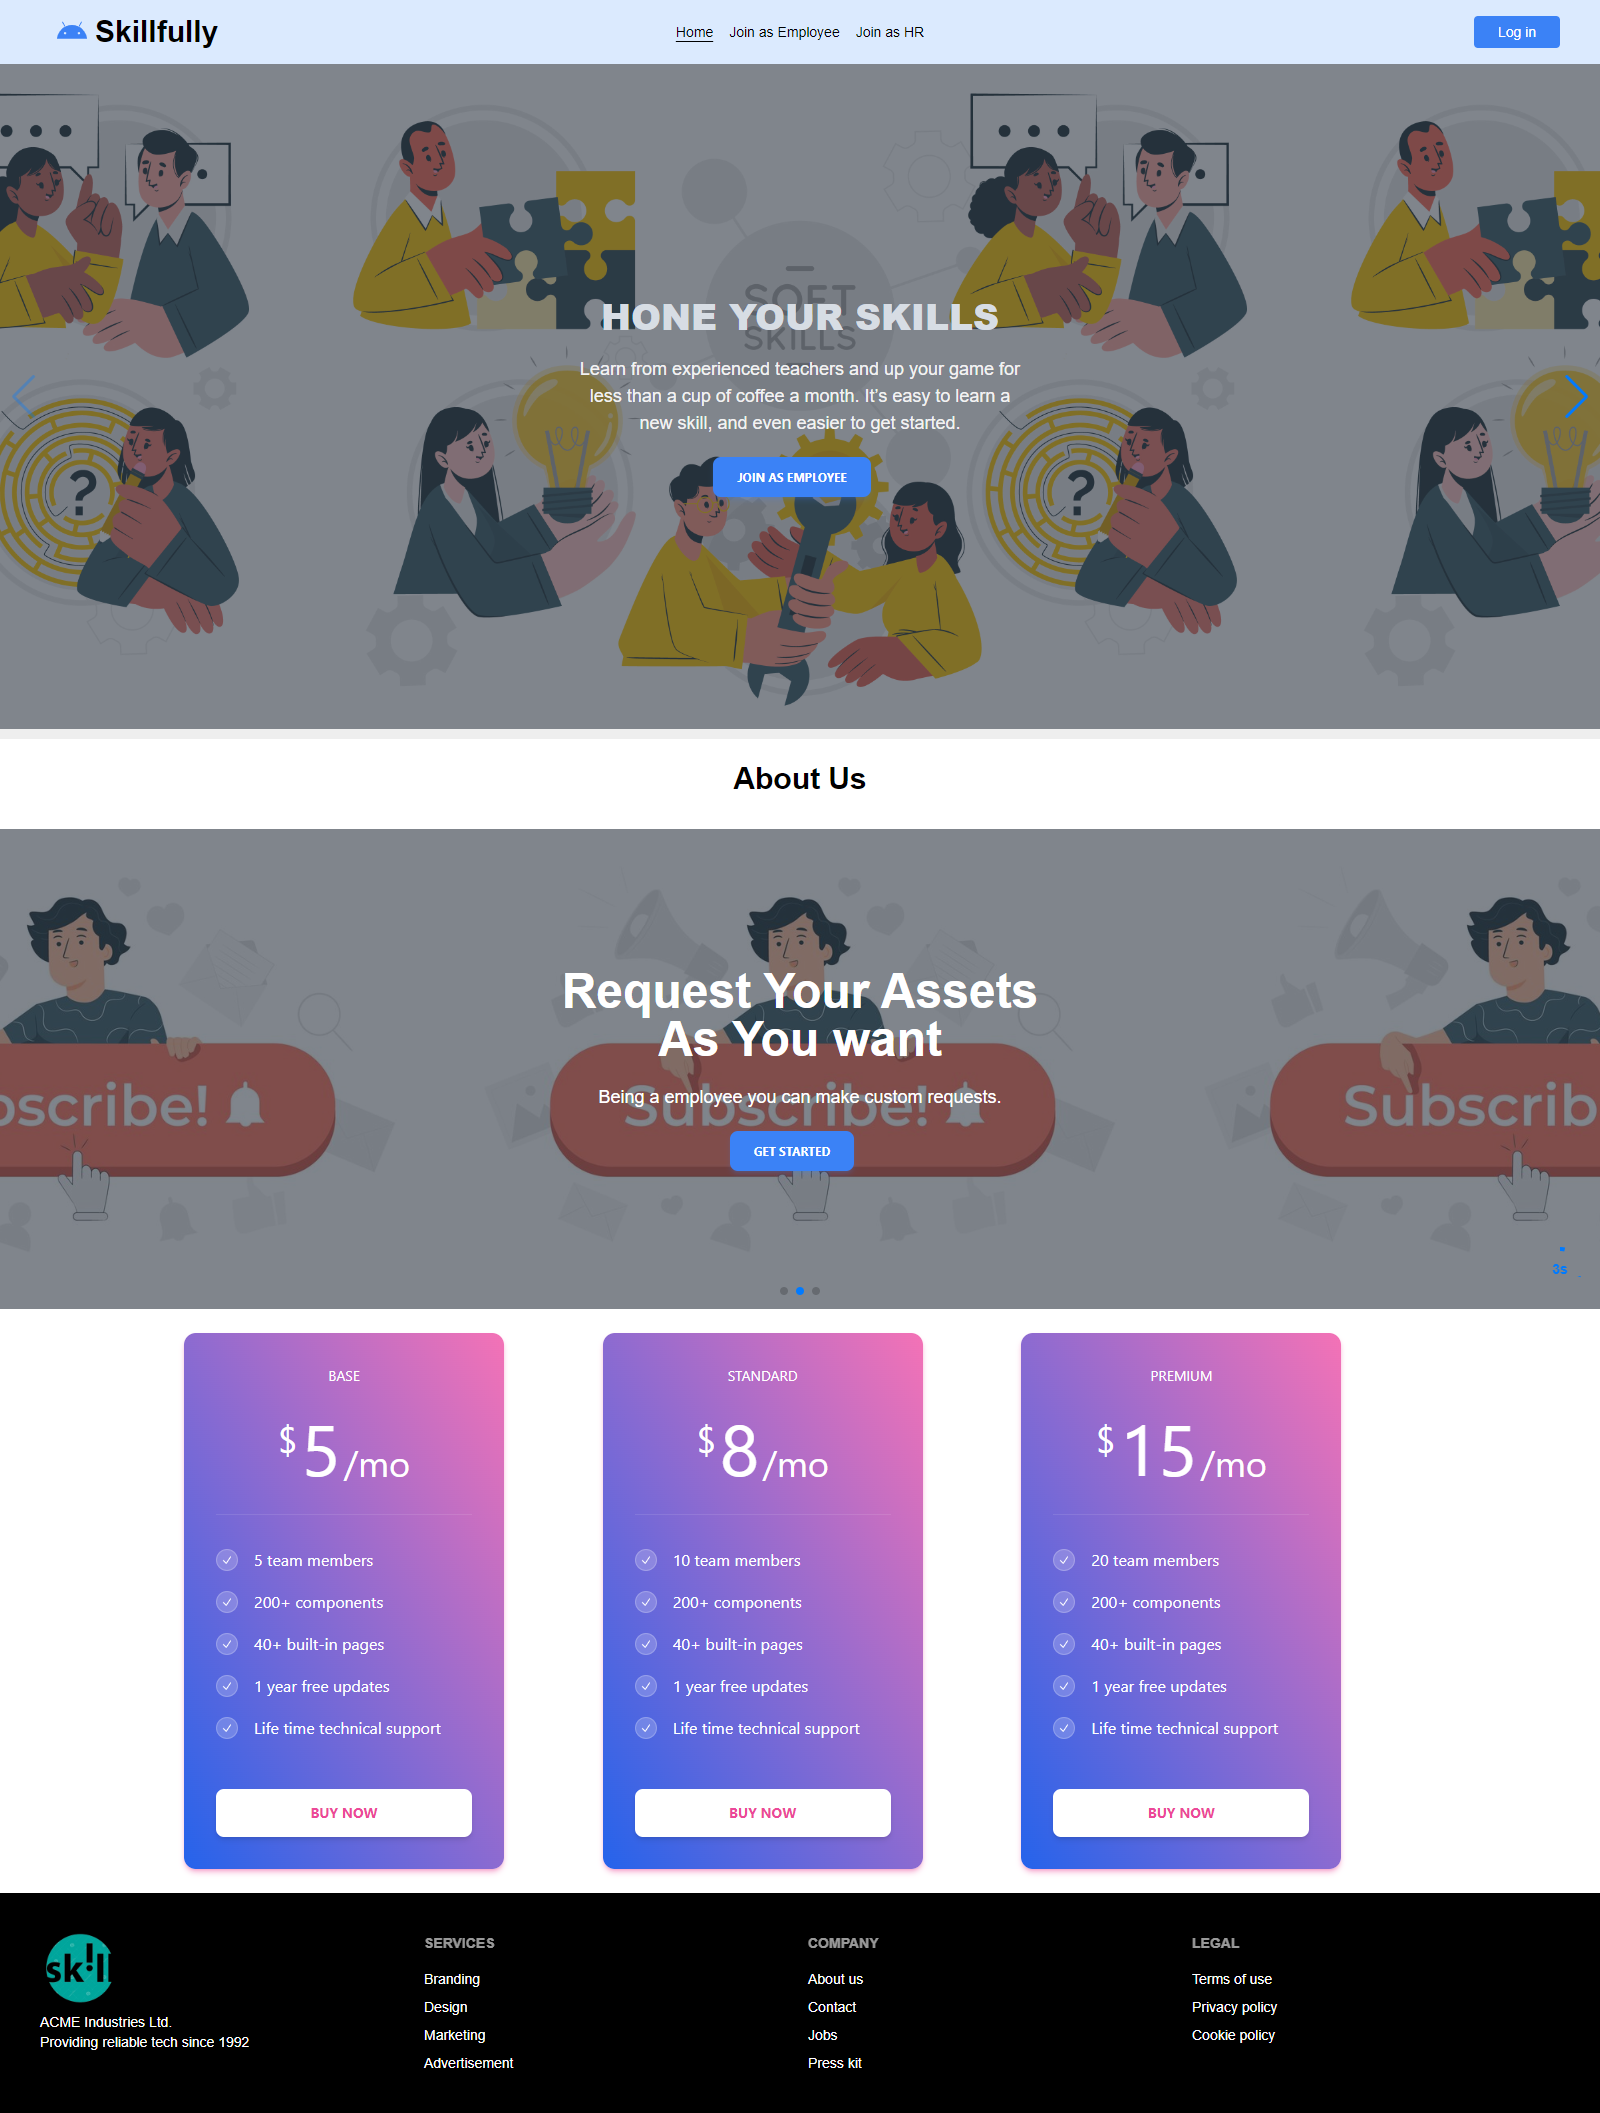 Skillfully
Home Join as Employee Join as HR
Log in
SOFT
SKILLS
HONE YOUR SKILLS
Learn from experienced teachers and up your game for
less than a cup of coffee a month. It's easy to learn a
new skill, and even easier to get started.
JOIN AS EMPLOYEE
?
?
About Us
Request Your Assets
As You want
bscribe!
Subscribe!
Subscrib
Being a employee you can make custom requests.
GET STARTED
3s
BASE
$5/mo
5 team members
200+ components
40+ built-in pages
1 year free updates
Life time technical support
BUY NOW
STANDARD
$8/mo
10 team members
200+ components
40+ built-in pages
1 year free updates
Life time technical support
BUY NOW
PREMIUM
$15/mo
20 team members
200+ components
40+ built-in pages
1 year free updates
Life time technical support
BUY NOW
sk!ll
ACME Industries Ltd.
Providing reliable tech since 1992
SERVICES
Branding
Design
Marketing
Advertisement
COMPANY
About us
Contact
Jobs
Press kit
LEGAL
Terms of use
Privacy policy
Cookie policy